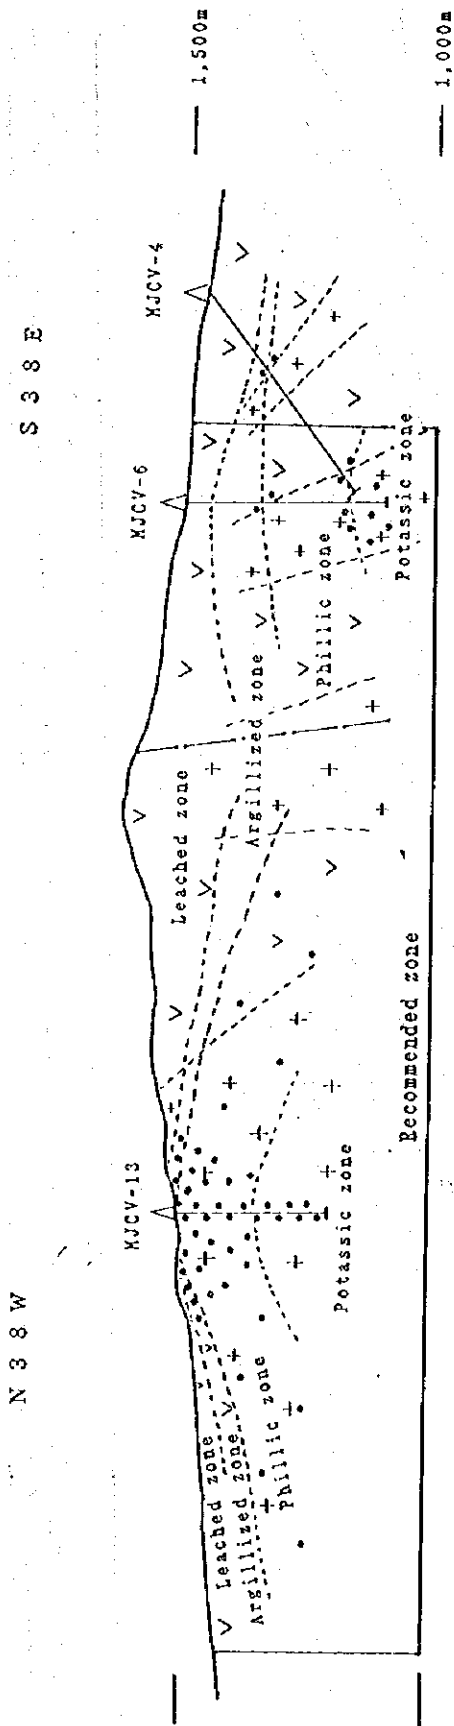 N 3 8 W
S 3 8 E
MJCV-13
MJCV-6
MJCV-4
1,500m
1,000m
Leached zone
Argillized zone
Phillic zone
Potassic zone
Leached zone
Argillized zone
Phillic zone
Potassic zone
Recommended zone